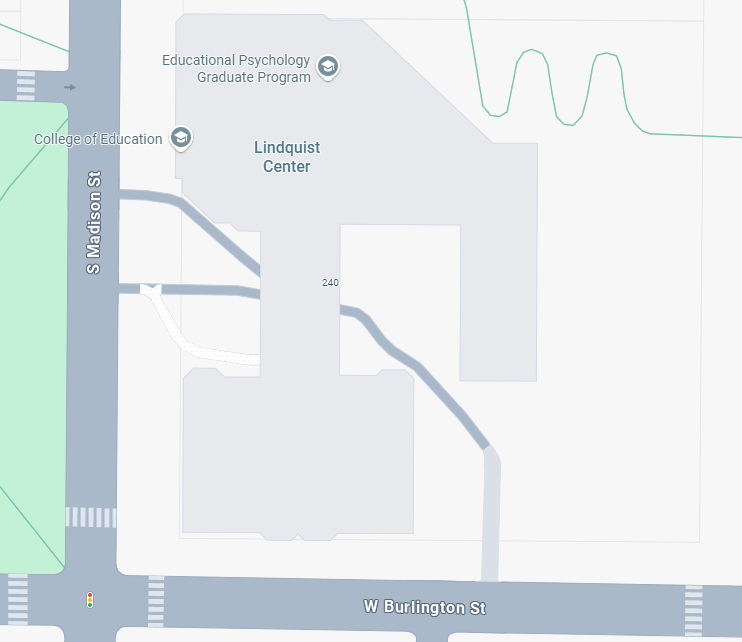 Educational Psychology
Graduate Program
College of Education
Lindquist
Center
S Madison St
240
W Burlington St